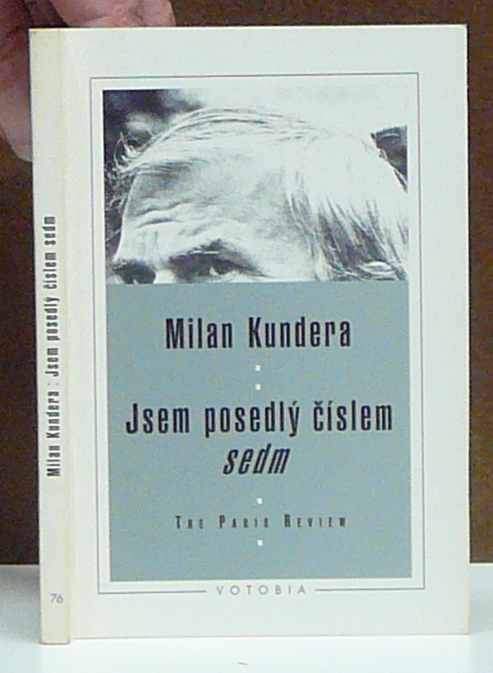 Milan Kundera : Jsem posedlý číslem sedm
76
Milan Kundera
Jsem posedlý číslem
sedm
The Paris Review
VOTOBIA